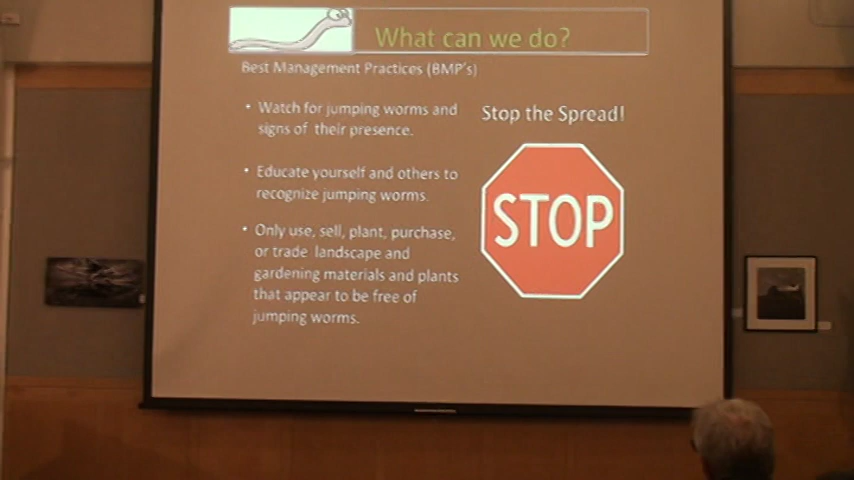 What can we do?
Best Management Practices (BMP's)
• Watch for jumping worms and
signs of their presence.
• Educate yourself and others to
recognize jumping worms.
• Only use, sell, plant, purchase,
or trade landscape and
gardening materials and plants
that appear to be free of
jumping worms.
Stop the Spread!
STOP